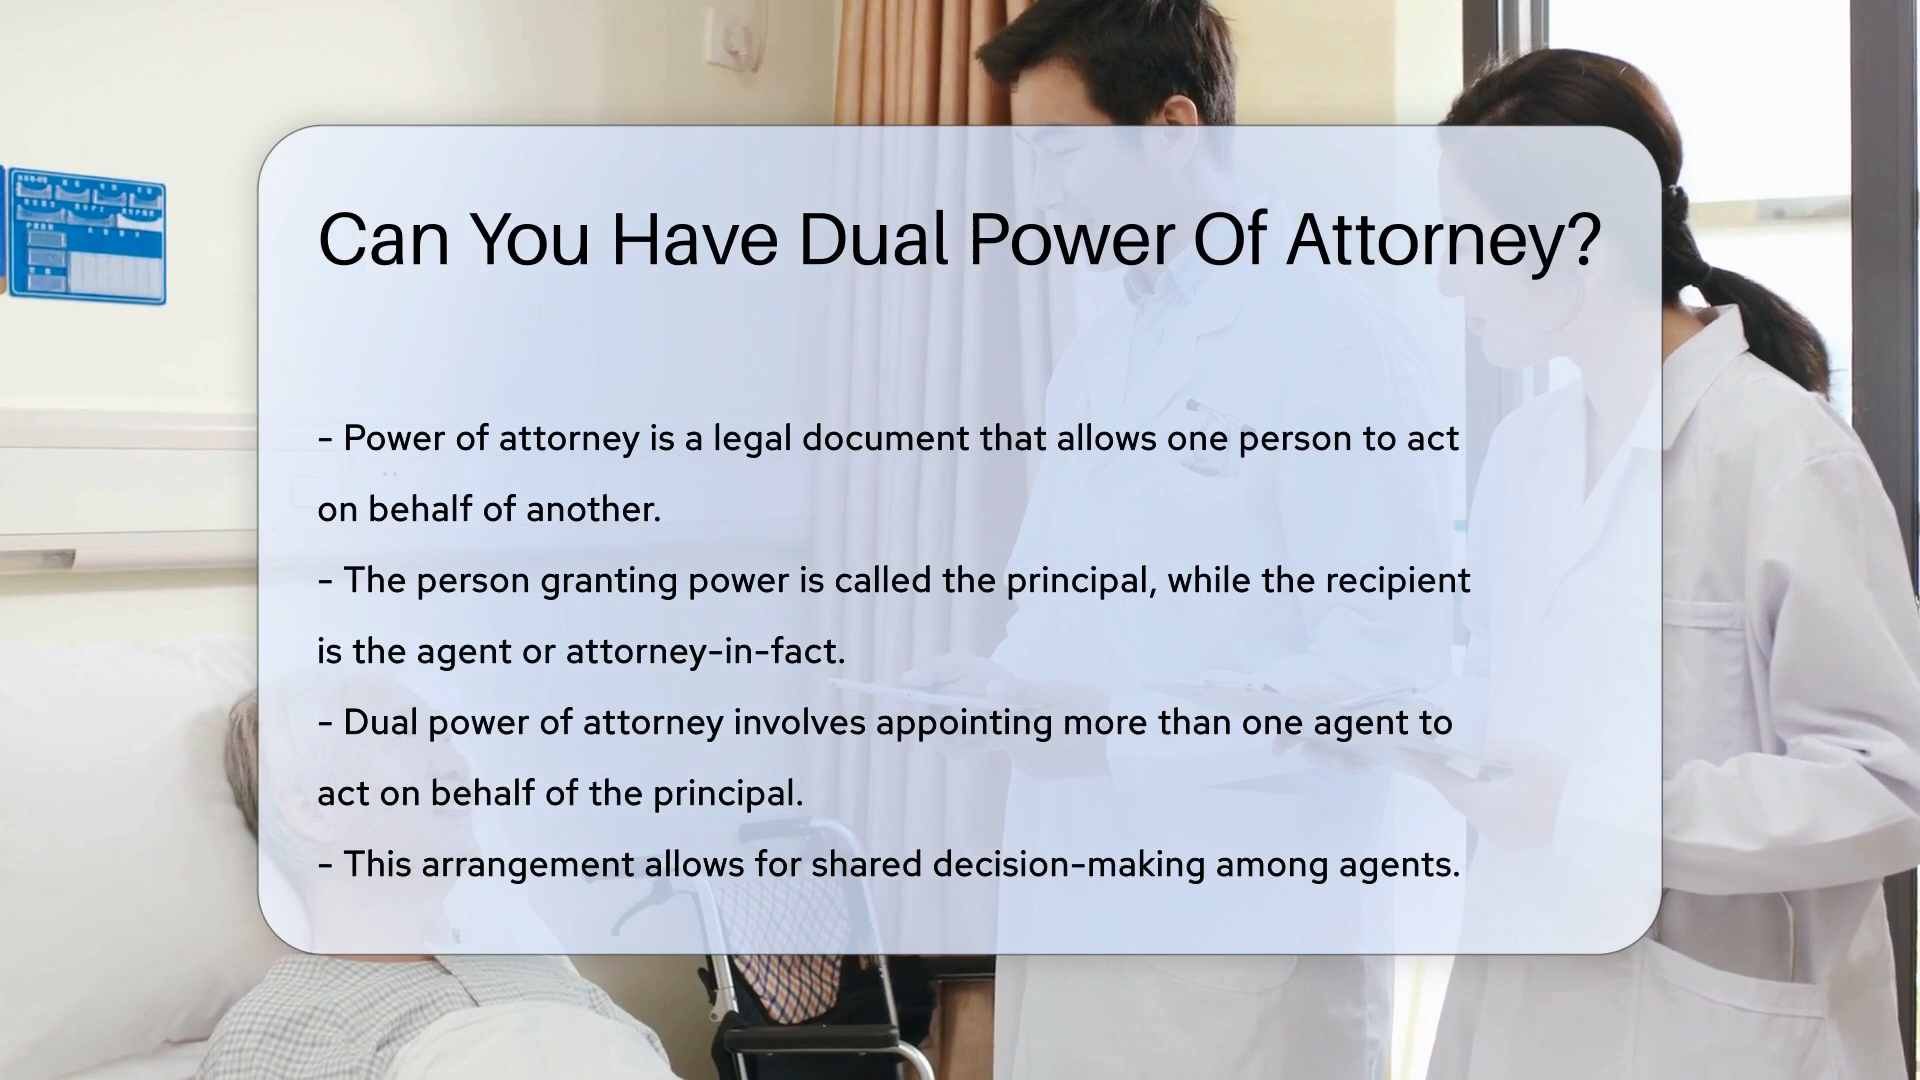 Can You Have Dual Power Of Attorney?
- Power of attorney is a legal document that allows one person to act
on behalf of another.
- The person granting power is called the principal, while the recipient
is the agent or attorney-in-fact.
- Dual power of attorney involves appointing more than one agent to
act on behalf of the principal.
- This arrangement allows for shared decision-making among agents.